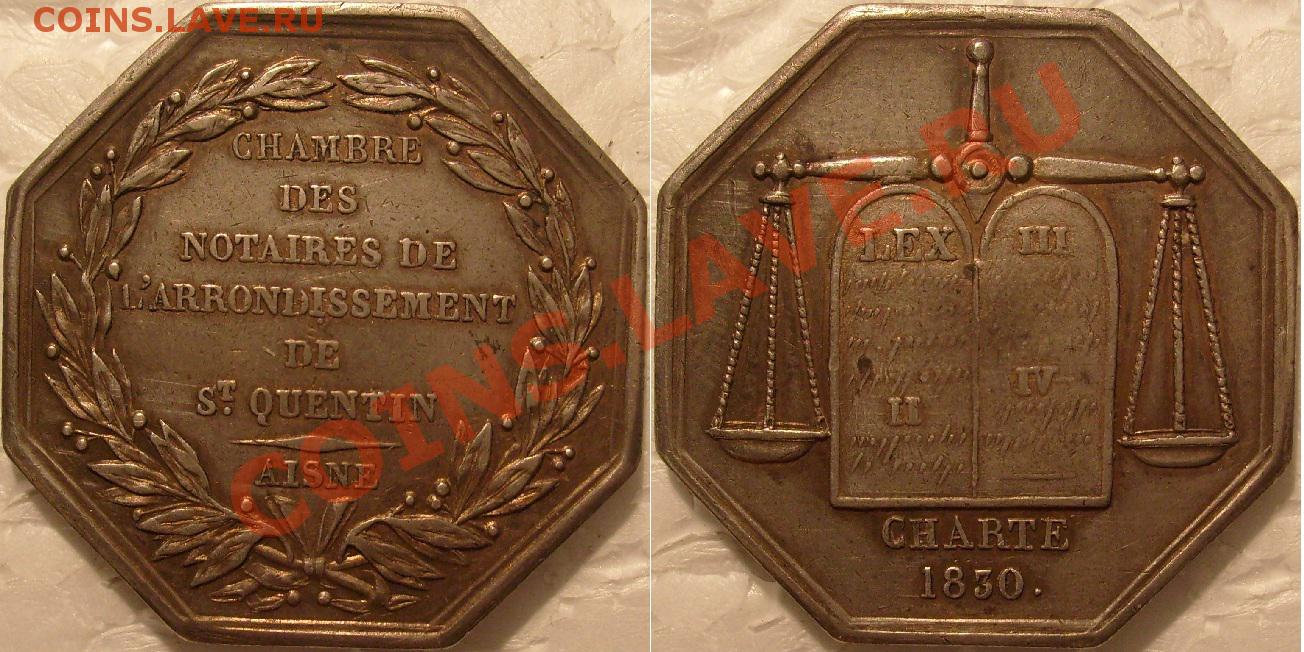 COINS.LAVE.RU
CHAMBRE
DES
NOTAIRES DE
L'ARRONDISSEMENT
DE
ST. QUENTIN
AISNE
LEX
II
III
IV
CHARTE
1830.
COINS.LAVE.RU